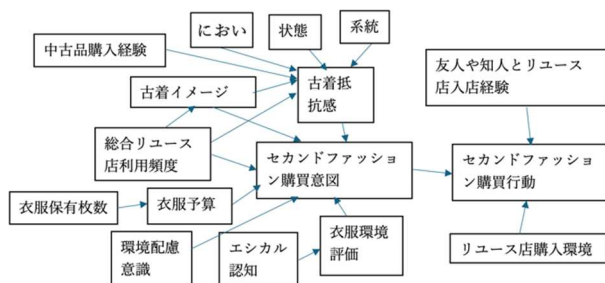 におい
状態
系統
中古品購入経験
古着イメージ
古着抵
抗感
友人や知人とリユース
店入店経験
総合リユース
店利用頻度
セカンドファッショ
ン購買意図
セカンドファッショ
ン購買行動
衣服保有枚数
衣服予算
環境配慮
意識
エシカル
認知
衣服環境
評価
リユース店購入環境